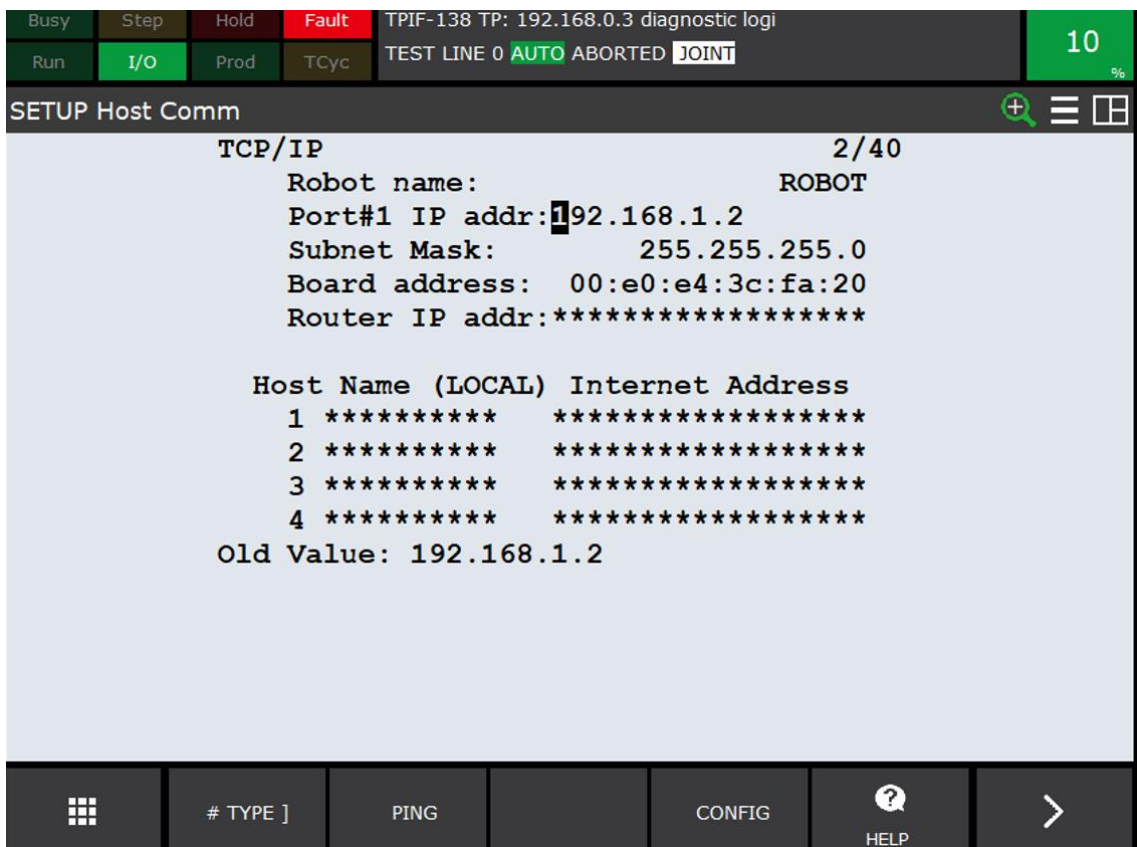 Busy Step Hold Fault TPIF-138 TP: 192.168.0.3 diagnostic logi
Run I/O Prod TCyc TEST LINE 0 AUTO ABORTED JOINT
10
%
SETUP Host Comm
TCP/IP 2/40
Robot name: ROBOT
Port#1 IP addr:192.168.1.2
Subnet Mask: 255.255.255.0
Board address: 00:e0:e4:3c:fa:20
Router IP addr:******************
Host Name (LOCAL) Internet Address
1 ********** ******************
2 ********** ******************
3 ********** ******************
4 ********** ******************
Old Value: 192.168.1.2
# TYPE ] PING CONFIG ? HELP >